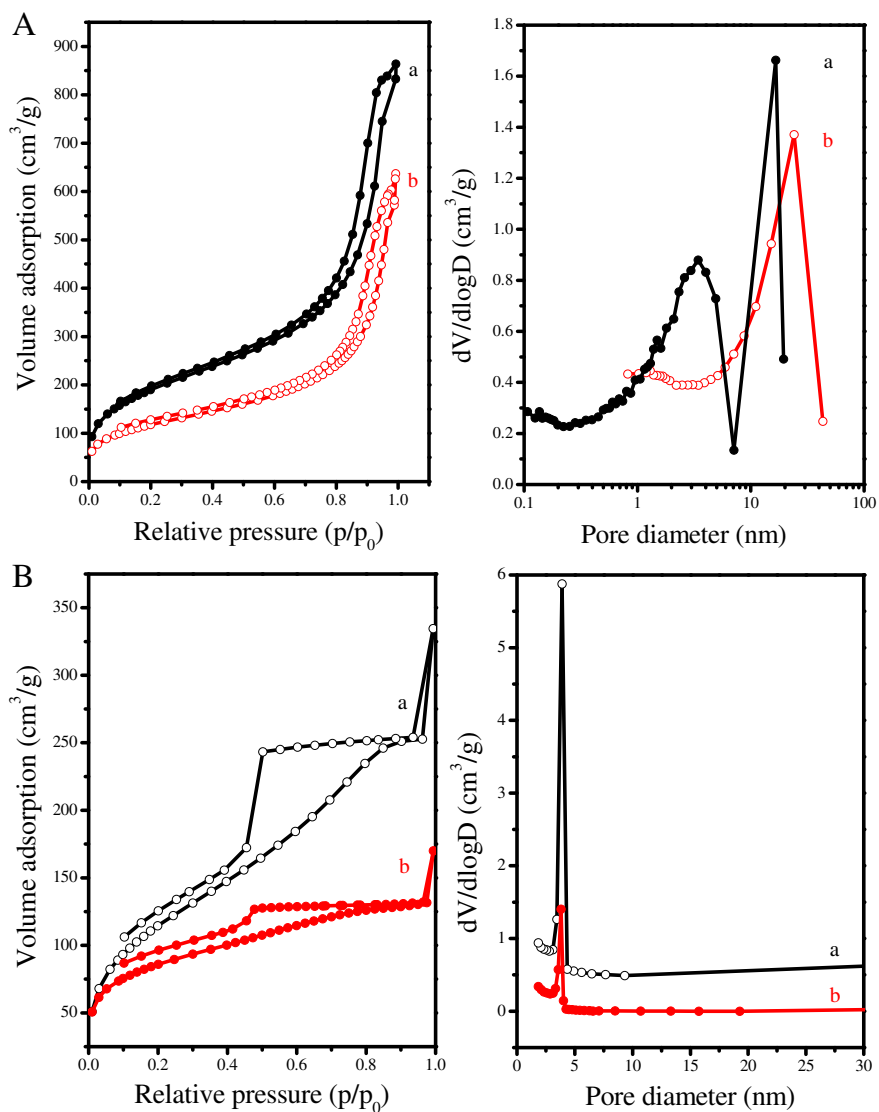 A
900
800
700
600
500
400
300
200
100
0
0.0 0.2 0.4 0.6 0.8 1.0
Volume adsorption (cm³/g)
Relative pressure (p/p₀)
a
b
1.8
1.6
1.4
1.2
1.0
0.8
0.6
0.4
0.2
0.0
0.1 1 10 100
dV/dlogD (cm³/g)
Pore diameter (nm)
a
b
B
350
300
250
200
150
100
50
0.0 0.2 0.4 0.6 0.8 1.0
Volume adsorption (cm³/g)
Relative pressure (p/p₀)
a
b
6
5
4
3
2
1
0
0 5 10 15 20 25 30
dV/dlogD (cm³/g)
Pore diameter (nm)
a
b